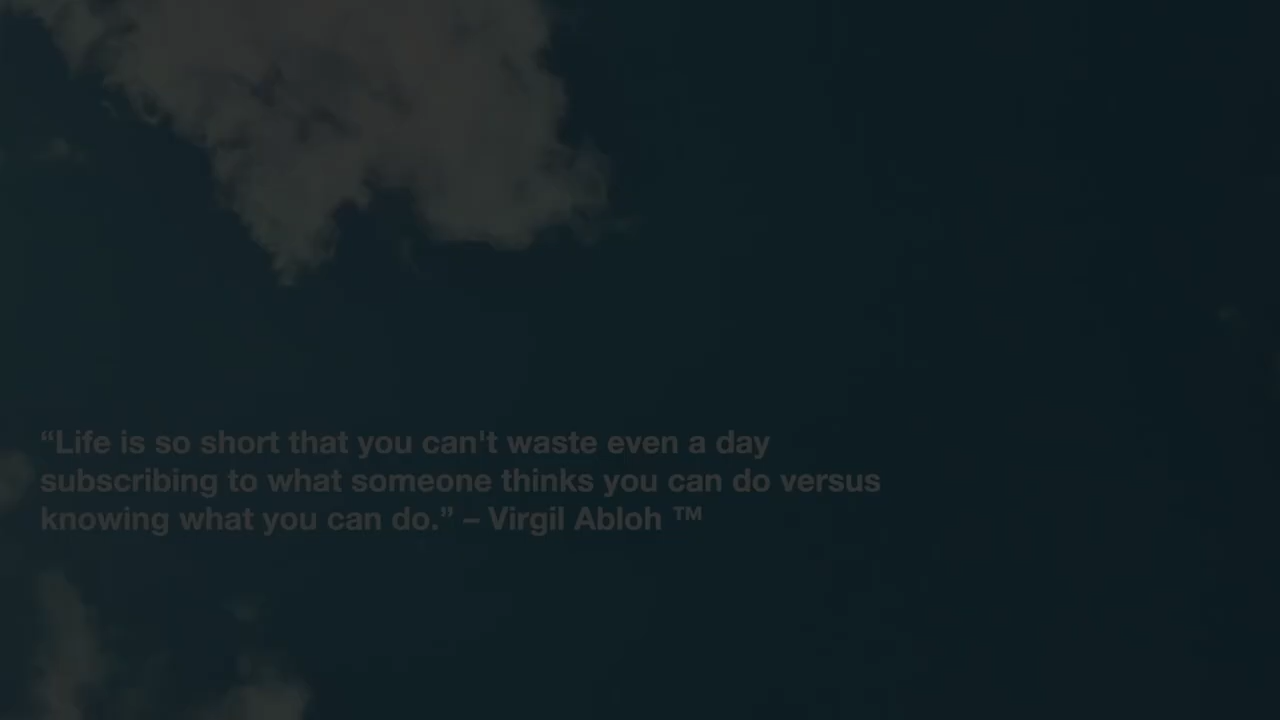 “Life is so short that you can't waste even a day
subscribing to what someone thinks you can do versus
knowing what you can do.” – Virgil Abloh ™